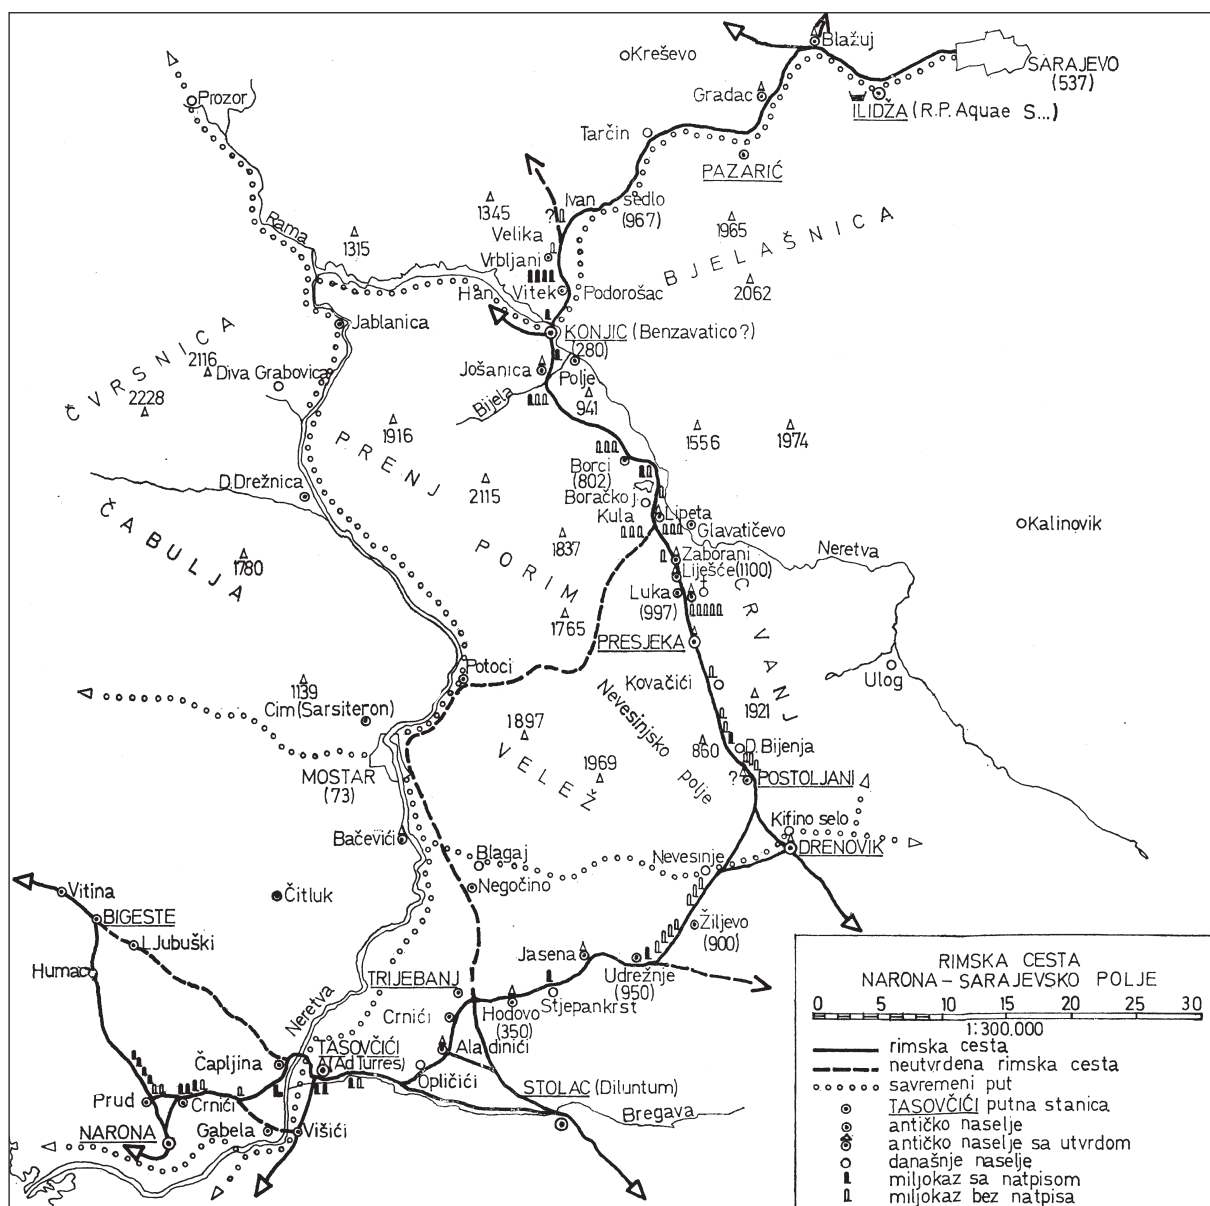 Blažuj
Kreševo
SARAJEVO
(537)
Gradac
ILIDŽA (R.P. Aquae S...)
Prozor
Tarčin
PAZARIĆ
Ivan
sedlo
(967)
1345
?
1965
Rama
1315
Velika
Vrbljani
BJELAŠNICA
Han
Vitek
Podorošac
2062
Jablanica
KONJIC (Benzavatico?)
(280)
ČVRSNICA
2116
Diva Grabovica
Jošanica
Polje
2228
Bijela
941
1916
1556
1974
PRENJ
Borci
(802)
D.Drežnica
2115
Boračko j.
ČABULJA
Kula
Lipeta
Glavatičevo
Kalinovik
1837
Neretva
1780
PORIM
Zaborani
Liješće (1100)
Luka
(997)
CRVANJ
1765
PRESJEKA
Potoci
Ulog
1139
Kovačići
Cim (Sarsiteron)
Nevesinjsko polje
1921
1897
860
D. Bijenja
VELEŽ
MOSTAR
(73)
1969
?
POSTOLJANI
Bačevići
Kifino selo
Blagaj
Nevesinje
DRENOVIK
Vitina
Čitluk
Negočino
BIGESTE
Žiljevo
(900)
LJubuški
Jasena
Humac
Udrežnje
(950)
TRIJEBANJ
Stjepankrst
Hodovo
(350)
Neretva
Crnići
TASOVČIĆI
(Ad Turres)
Aladinići
Čapljina
Opličići
STOLAC (Diluntum)
Prud
Crnići
Bregava
NARONA
Gabela
Višići
RIMSKA CESTA
NARONA – SARAJEVSKO POLJE
0 5 10 15 20 25 30
1:300.000
rimska cesta
neutvrdena rimska cesta
savremeni put
TASOVČIĆI putna stanica
antičko naselje
antičko naselje sa utvrdom
današnje naselje
miljokaz sa natpisom
miljokaz bez natpisa